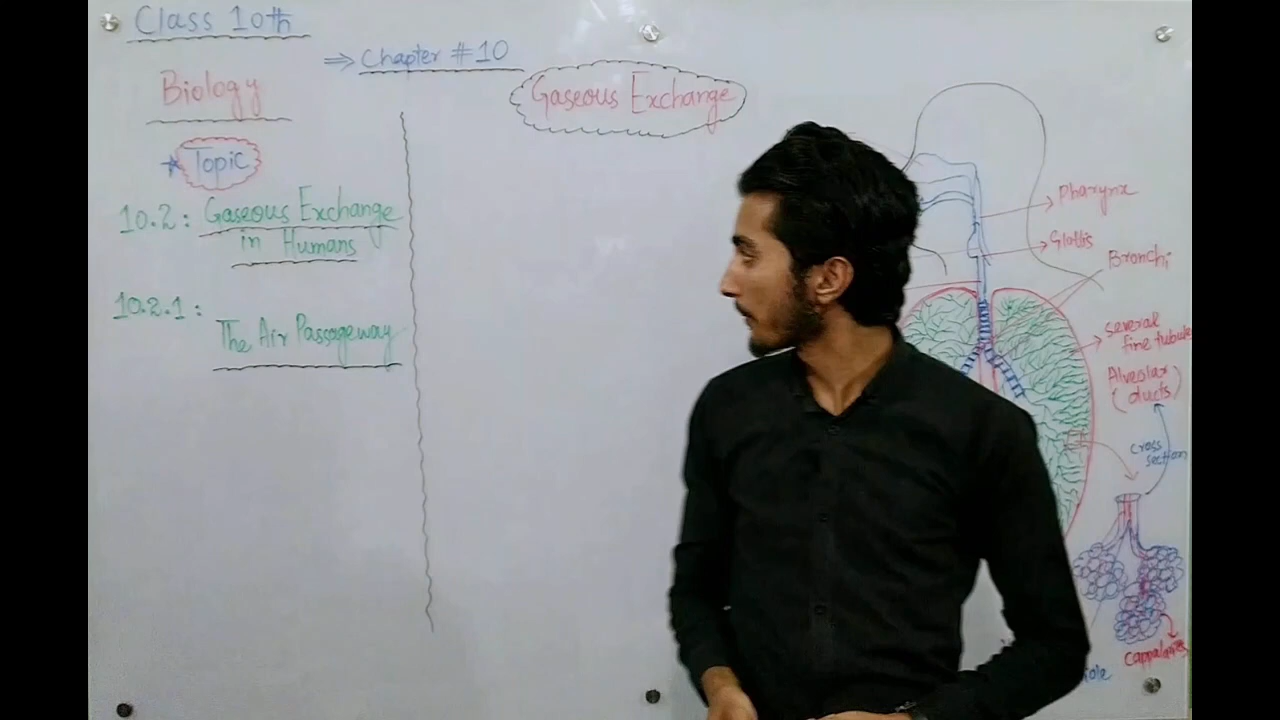 Class 10th
⇒ Chapter # 10
Biology
Gaseous Exchange
Topic
10.2: Gaseous Exchange
in Humans
10.2.1:
The Air Passageway
Pharynx
Glottis
Bronchi
several
fine tubule
Alveolar
(ducts)
cross
section
cappalaries